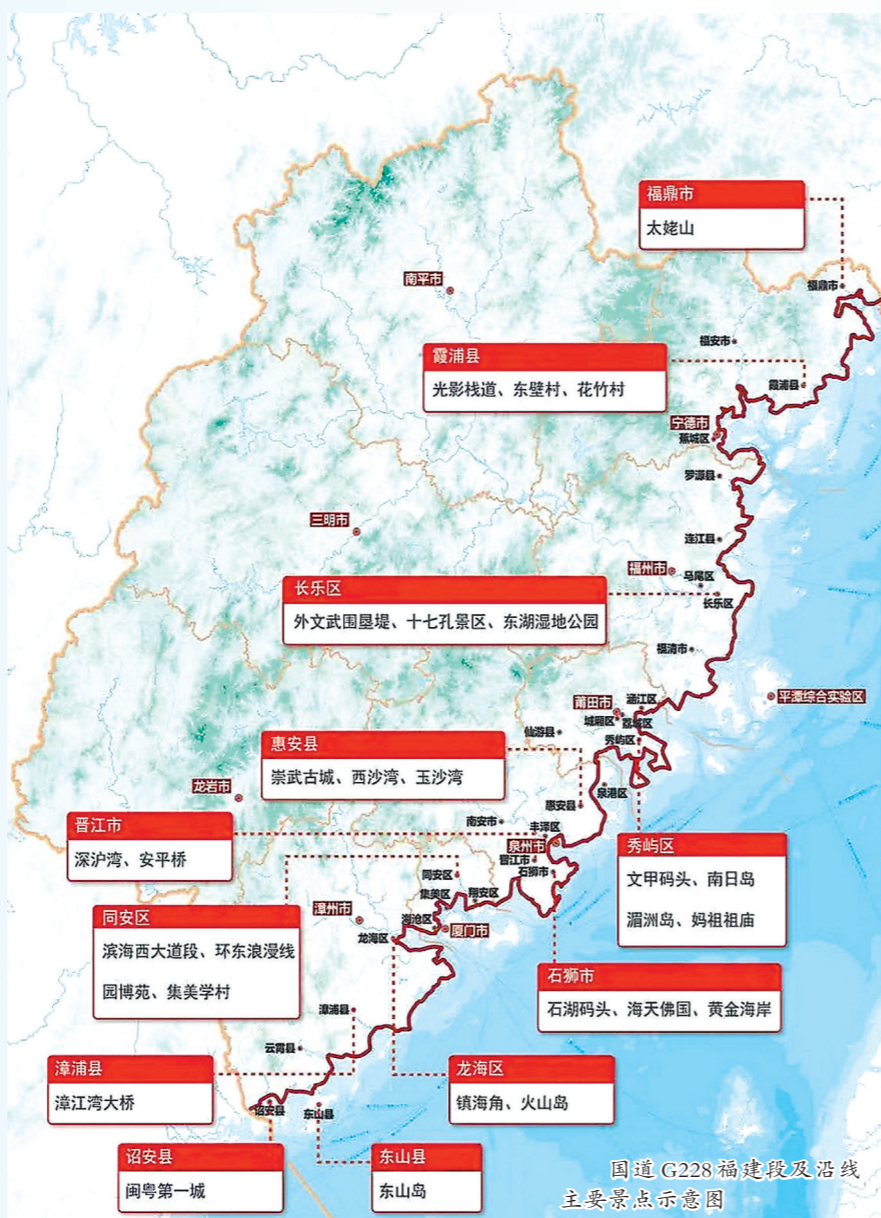 福鼎市
太姥山
福鼎市
南平市
福安市
霞浦县
光影栈道、东壁村、花竹村
霞浦县
宁德市
蕉城区
罗源县
三明市
连江县
福州市
马尾区
长乐区
外文武围垦堤、十七孔景区、东湖湿地公园
长乐区
福清市
平潭综合实验区
莆田市
涵江区
城厢区
荔城区
仙游县
秀屿区
惠安县
崇武古城、西沙湾、玉沙湾
龙岩市
泉港区
惠安县
南安市
丰泽区
晋江市
深沪湾、安平桥
泉州市
晋江市
石狮市
秀屿区
文甲码头、南日岛
湄洲岛、妈祖祖庙
同安区
集美区
翔安区
同安区
滨海西大道段、环东浪漫线
园博苑、集美学村
漳州市
海沧区
厦门市
龙海区
石狮市
石湖码头、海天佛国、黄金海岸
漳浦县
云霄县
漳浦县
漳江湾大桥
龙海区
镇海角、火山岛
诏安县
东山县
诏安县
闽粤第一城
东山县
东山岛
国道G228福建段及沿线
主要景点示意图